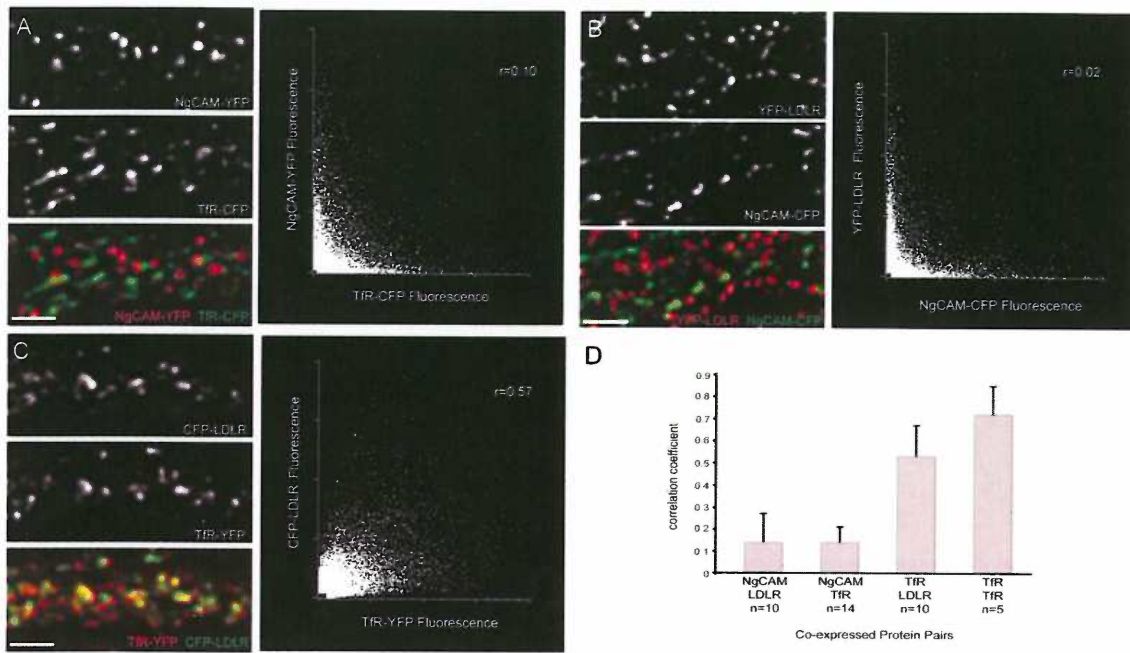 A
NgCAM-YFP
TfR-CFP
NgCAM-YFP TfR-CFP
NgCAM-YFP Fluorescence
r=0.10
TfR-CFP Fluorescence
B
YFP-LDLR
NgCAM-CFP
YFP-LDLR NgCAM-CFP
YFP-LDLR Fluorescence
r=0.02
NgCAM-CFP Fluorescence
C
CFP-LDLR
TfR-YFP
TfR-YFP CFP-LDLR
CFP-LDLR Fluorescence
r=0.57
TfR-YFP Fluorescence
D
correlation coefficient
0.9
0.8
0.7
0.6
0.5
0.4
0.3
0.2
0.1
0
NgCAM
LDLR
n=10
NgCAM
TfR
n=14
TfR
LDLR
n=10
TfR
TfR
n=5
Co-expressed Protein Pairs